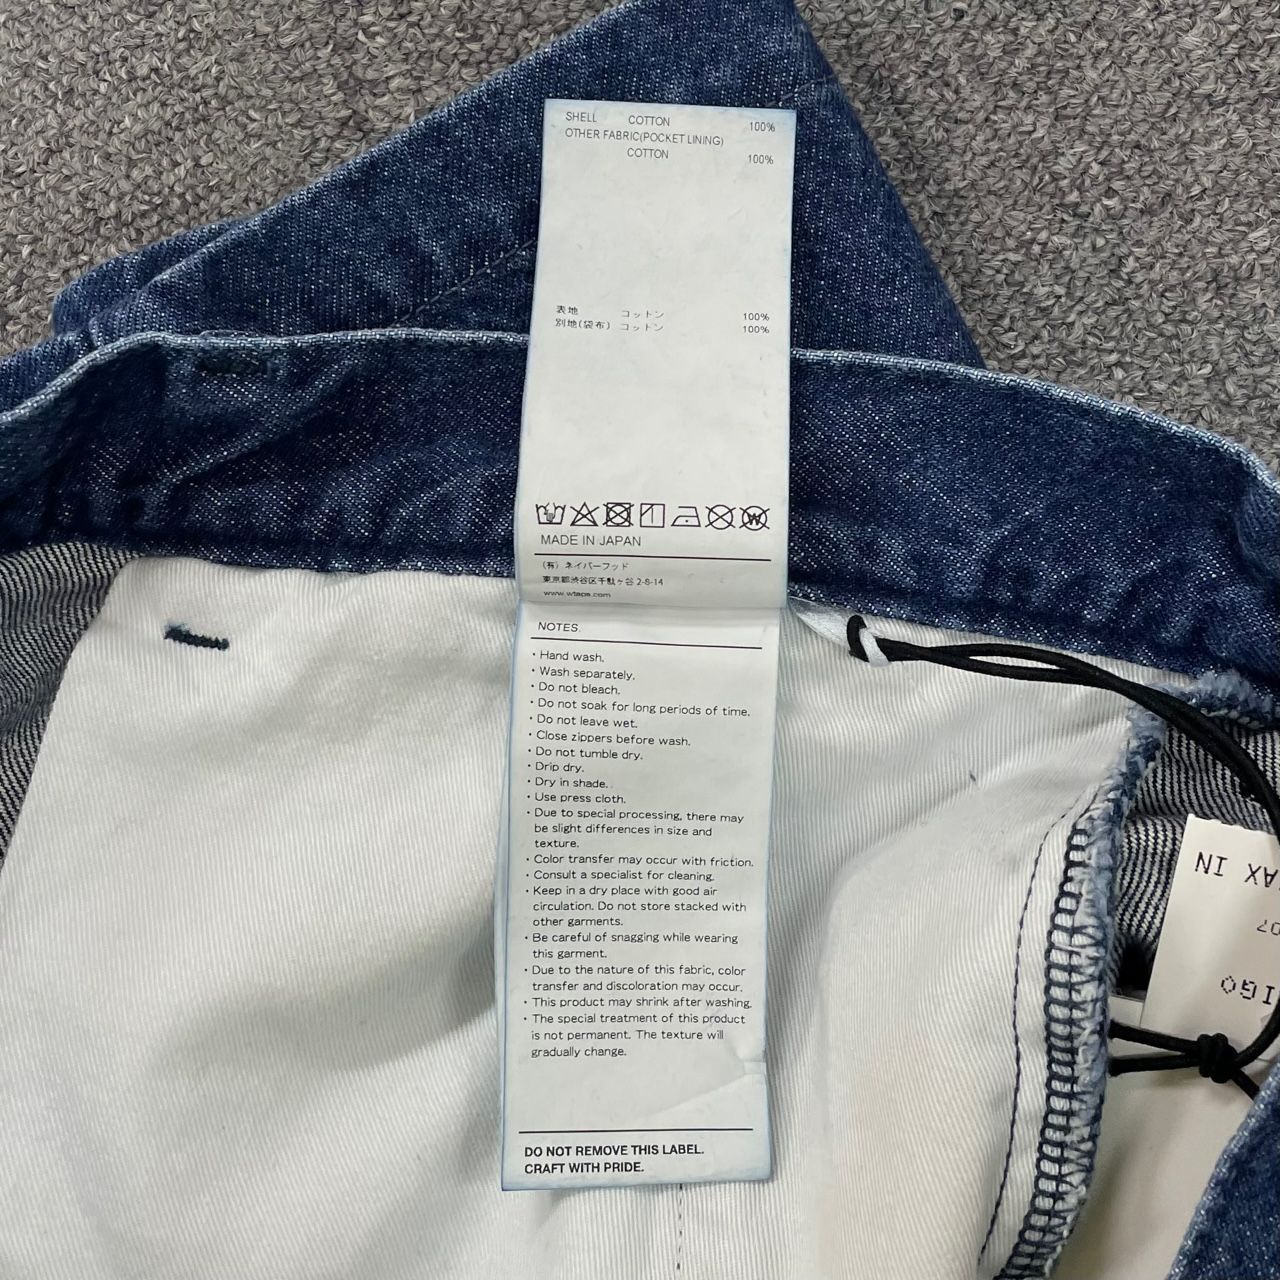 SHELL COTTON 100%
OTHER FABRIC(POCKET LINING)
COTTON 100%
表地 コットン 100%
別地(袋布) コットン 100%
MADE IN JAPAN
(有) ネイバーフッド
東京都渋谷区千駄ヶ谷 2-8-14
www.wtaps.com
NOTES.
・Hand wash.
・Wash separately.
・Do not bleach.
・Do not soak for long periods of time.
・Do not leave wet.
・Close zippers before wash.
・Do not tumble dry.
・Drip dry.
・Dry in shade.
・Use press cloth.
・Due to special processing, there may
be slight differences in size and
texture.
・Color transfer may occur with friction.
・Consult a specialist for cleaning.
・Keep in a dry place with good air
circulation. Do not store stacked with
other garments.
・Be careful of snagging while wearing
this garment.
・Due to the nature of this fabric, color
transfer and discoloration may occur.
・This product may shrink after washing.
・The special treatment of this product
is not permanent. The texture will
gradually change.
DO NOT REMOVE THIS LABEL.
CRAFT WITH PRIDE.
IN